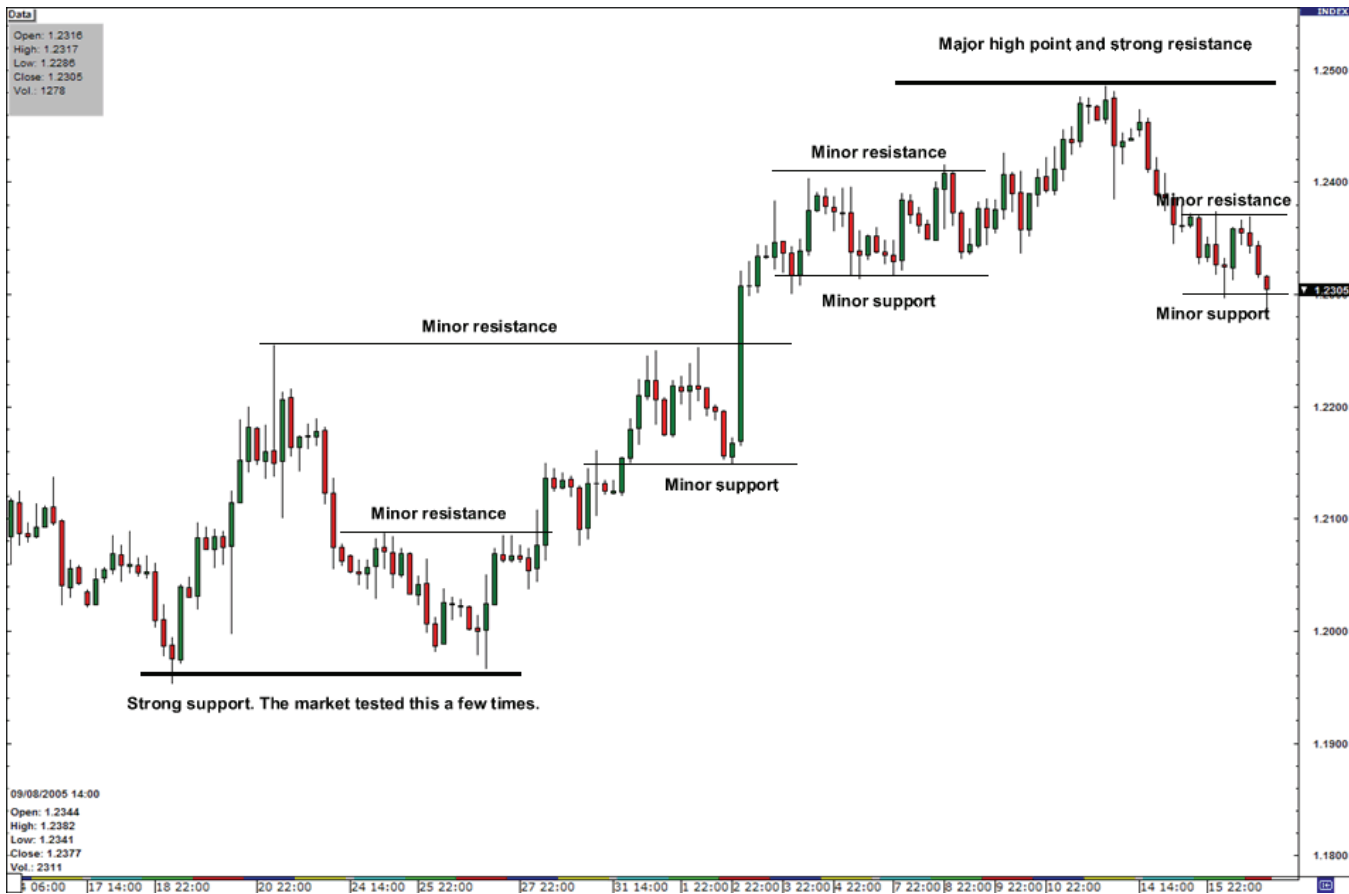 Data
INDEX
Open: 1.2316
High: 1.2317
Low: 1.2286
Close: 1.2305
Vol.: 1278
Major high point and strong resistance
1.2500
Minor resistance
1.2400
Minor resistance
1.2305
Minor support
Minor support
Minor resistance
1.2200
Minor support
Minor resistance
1.2100
1.2000
Strong support. The market tested this a few times.
1.1900
09/08/2005 14:00
Open: 1.2344
High: 1.2382
Low: 1.2341
Close: 1.2377
Vol.: 2311
1.1800
06:00 17 14:00 18 22:00 20 22:00 24 14:00 25 22:00 27 22:00 31 14:00 1 22:00 2 22:00 3 22:00 4 22:00 7 22:00 8 22:00 9 22:00 10 22:00 14 14:00 15 22:00